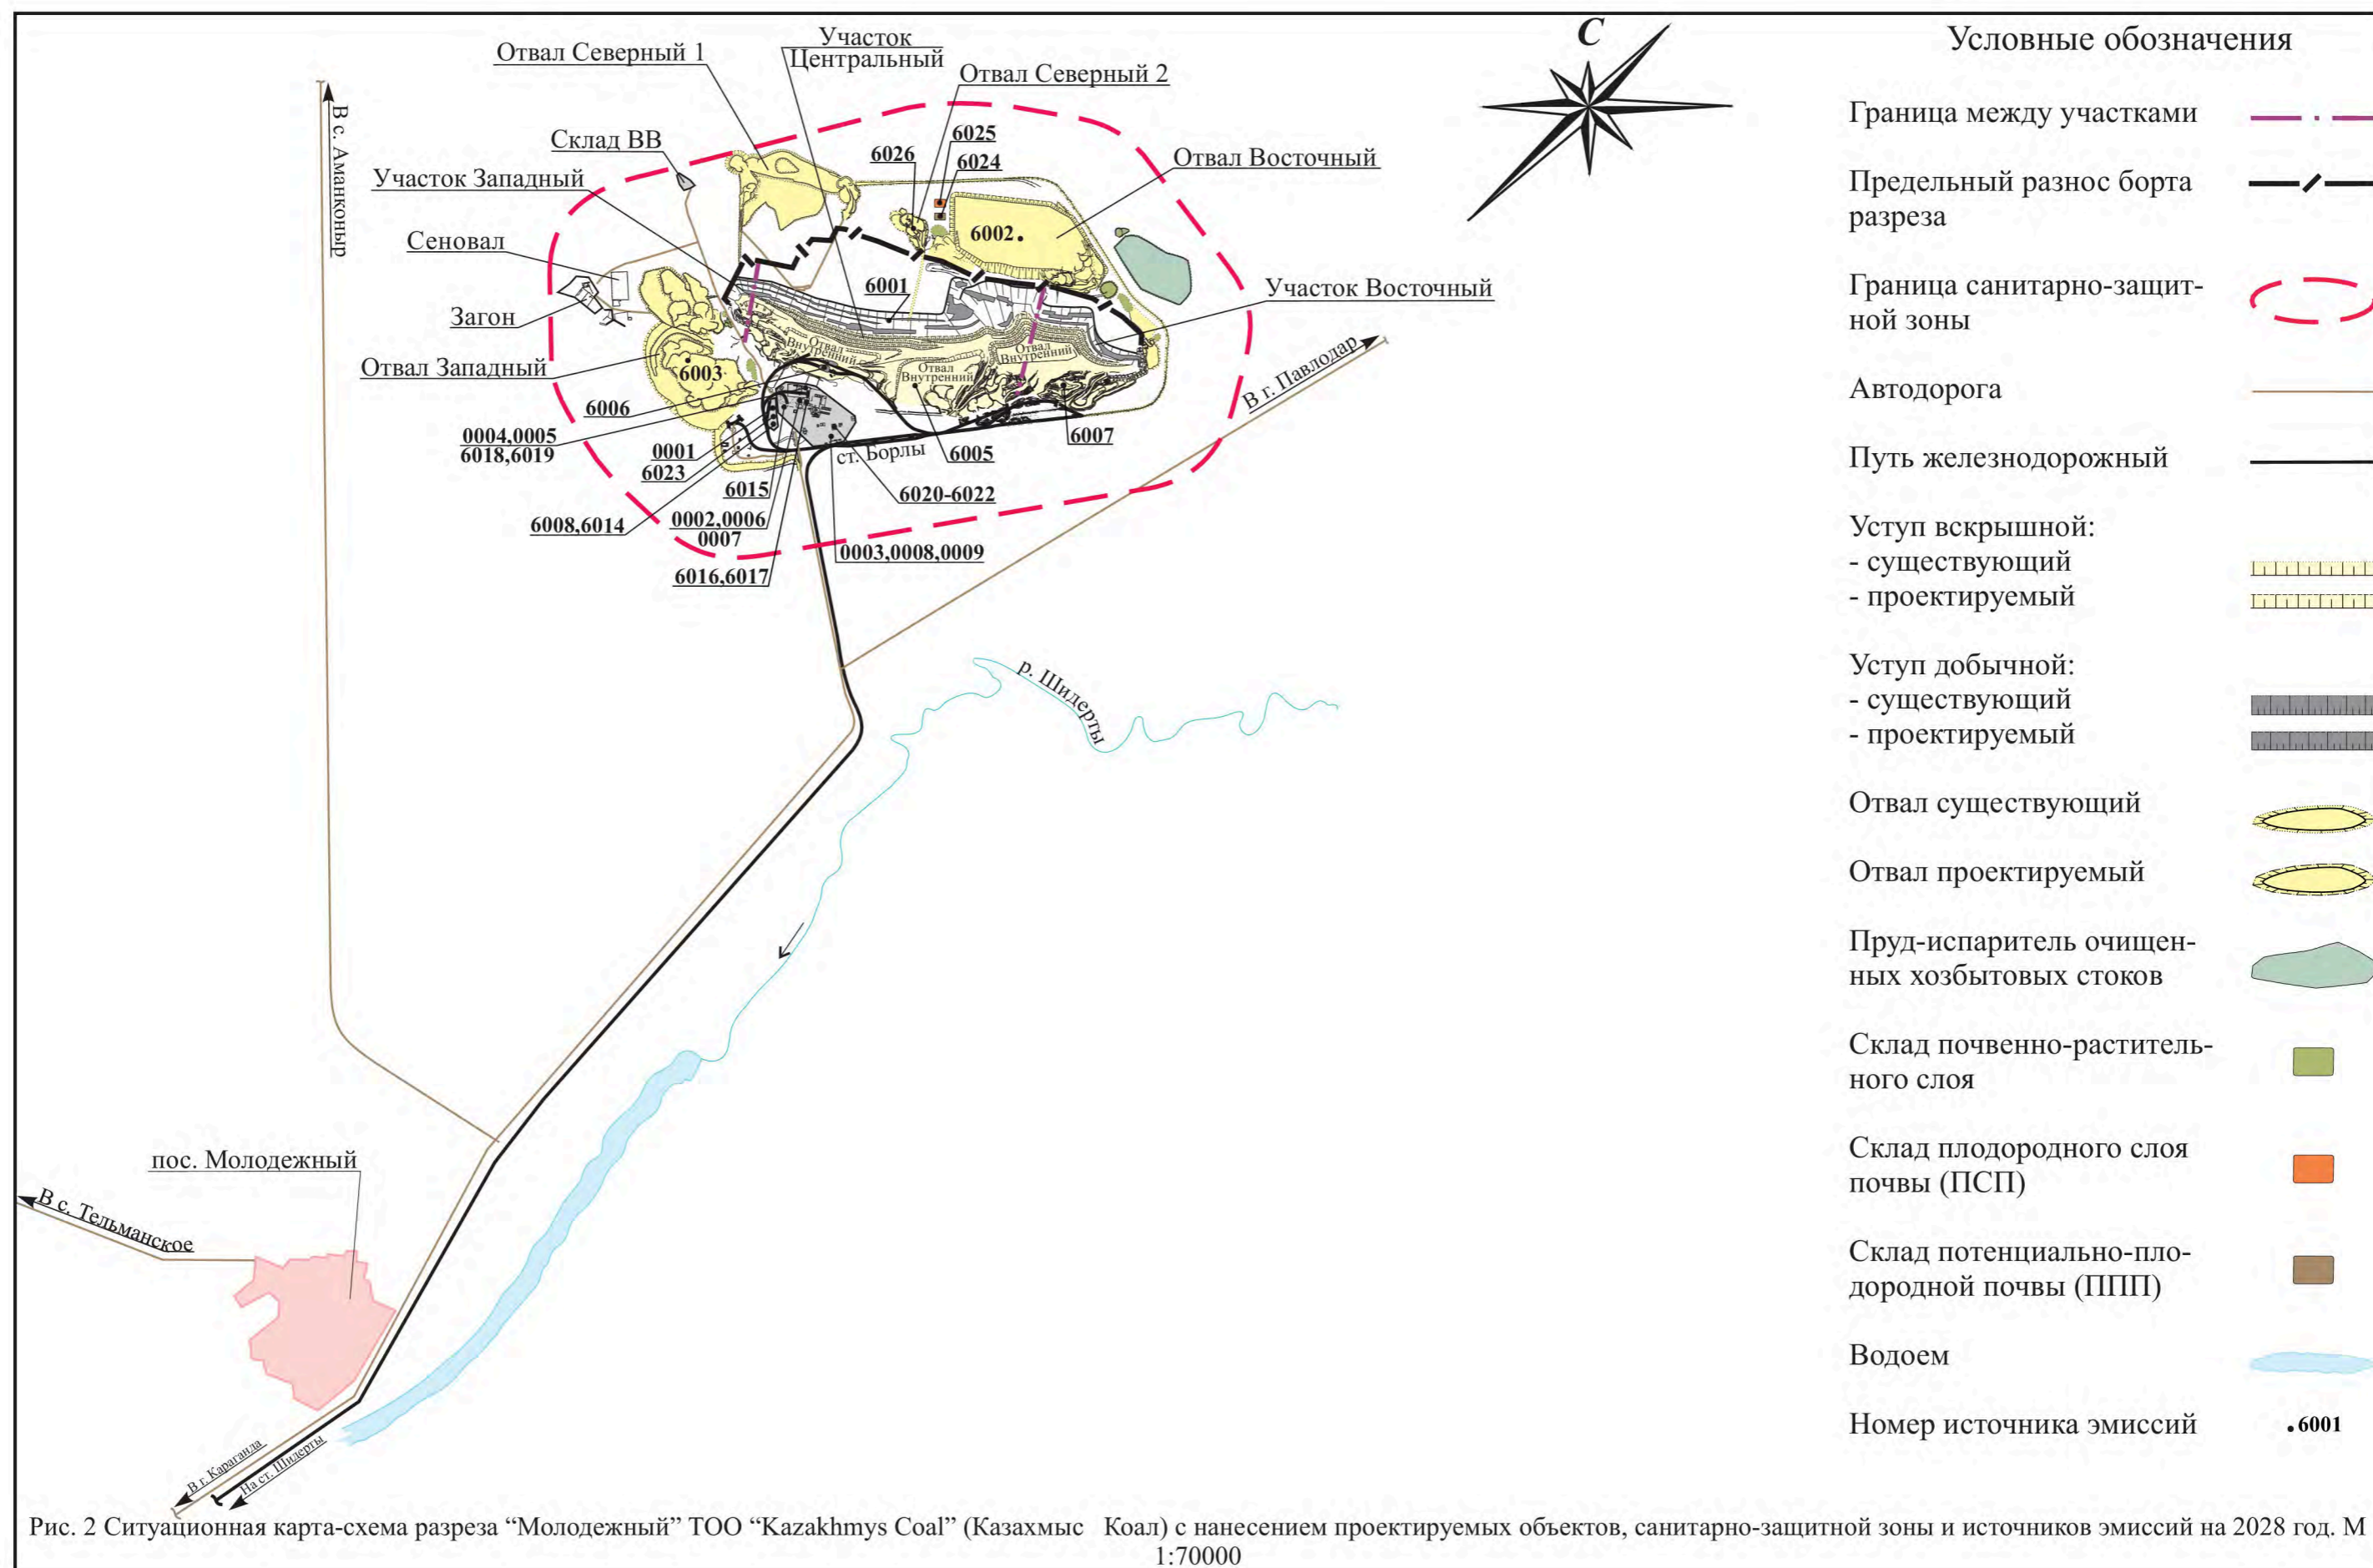 Участок
Центральный
Отвал Северный 1
Отвал Северный 2
С
Склад ВВ
6025
6026
6024
Отвал Восточный
Участок Западный
В с. Аманконыр
6002
Сеновал
6001
Участок Восточный
Загон
Отвал
Внутренний
Отвал
Внутренний
Отвал
Внутренний
Отвал Западный
6003
В г. Павлодар
6006
0004,0005
6018,6019
0001
6023
ст. Борлы
6005
6007
6015
6020-6022
6008,6014
0002,0006
0007
0003,0008,0009
6016,6017
р. Шидерты
пос. Молодежный
В с. Тельманское
В г. Караганда
На ст. Шидерты
Условные обозначения
Граница между участками
Предельный разнос борта
разреза
Граница санитарно-защит-
ной зоны
Автодорога
Путь железнодорожный
Уступ вскрышной:
- существующий
- проектируемый
Уступ добычной:
- существующий
- проектируемый
Отвал существующий
Отвал проектируемый
Пруд-испаритель очищен-
ных хозбытовых стоков
Склад почвенно-раститель-
ного слоя
Склад плодородного слоя
почвы (ПСП)
Склад потенциально-пло-
дородной почвы (ППП)
Водоем
Номер источника эмиссий .6001
Рис. 2 Ситуационная карта-схема разреза “Молодежный” ТОО “Kazakhmys Coal” (Казахмыс Коал) с нанесением проектируемых объектов, санитарно-защитной зоны и источников эмиссий на 2028 год. М
1:70000